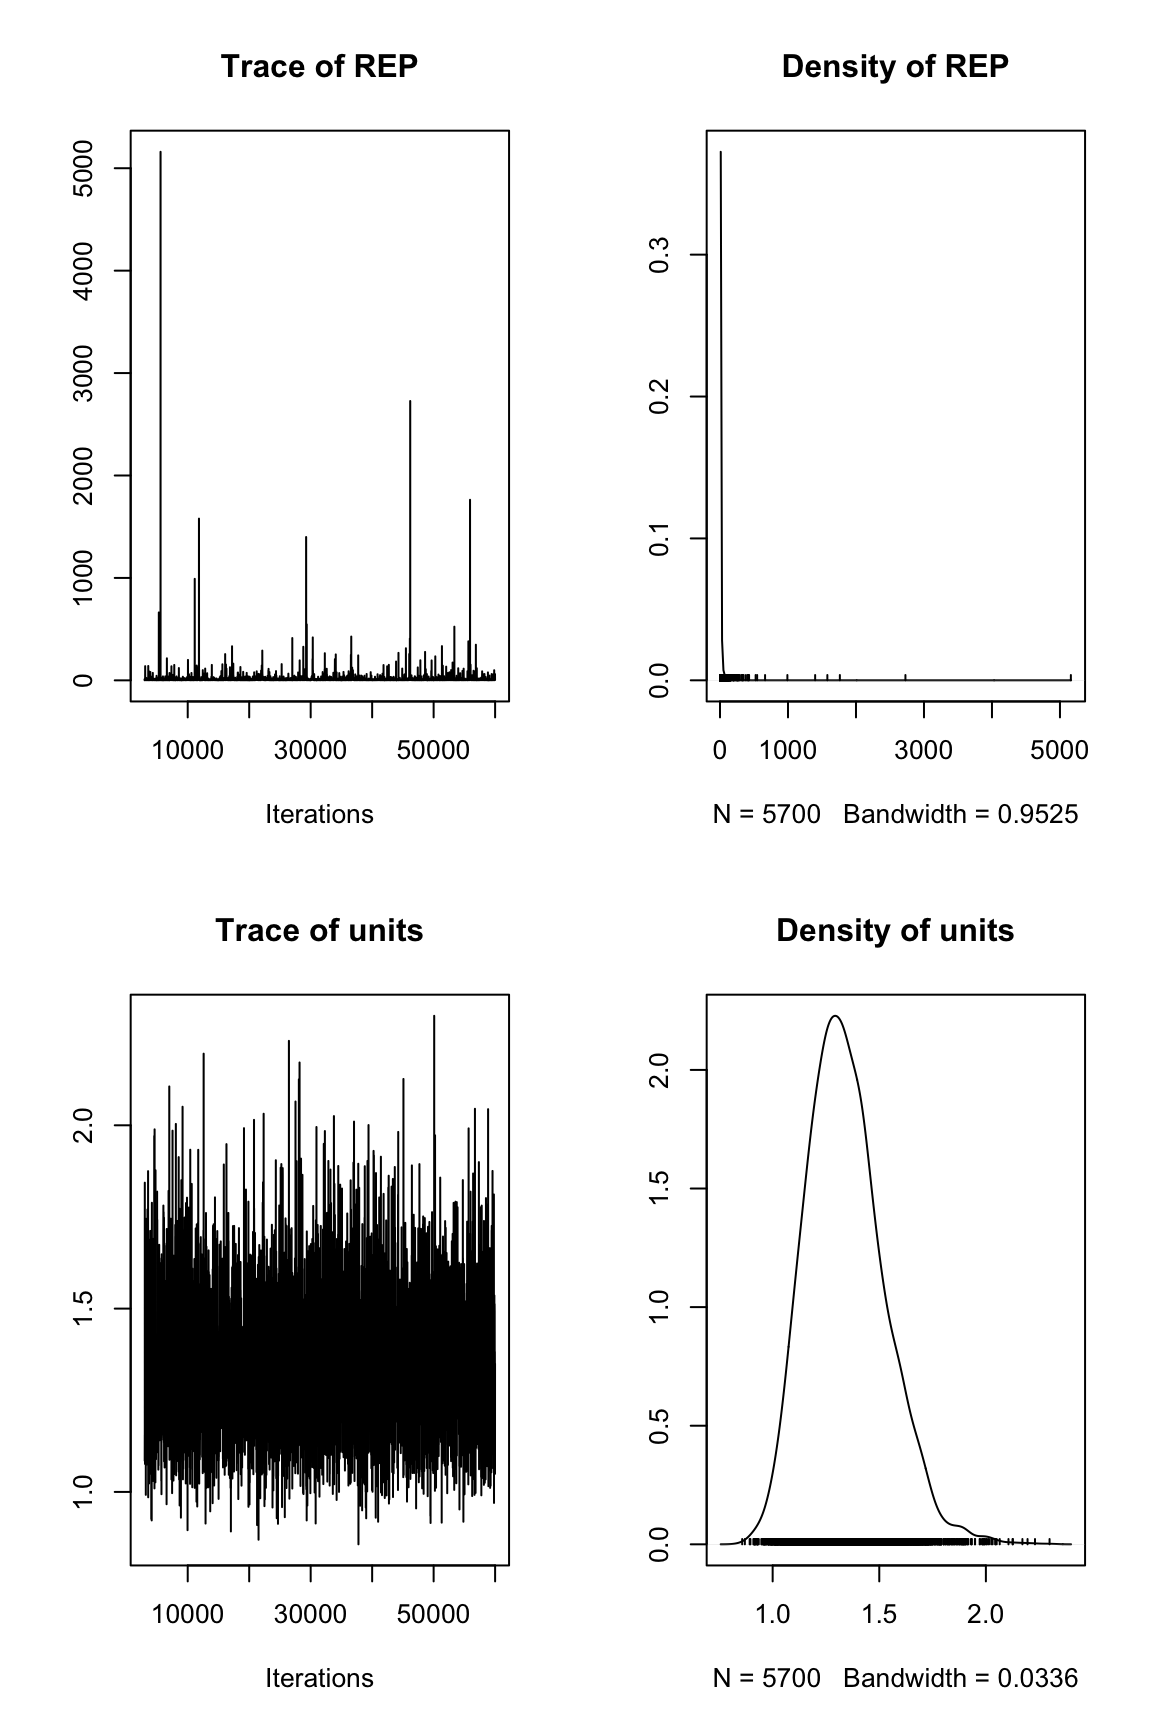 Trace of REP
5000
4000
3000
2000
1000
0
10000 30000 50000
Iterations
Density of REP
0.3
0.2
0.1
0.0
0 1000 3000 5000
N = 5700 Bandwidth = 0.9525
Trace of units
2.0
1.5
1.0
10000 30000 50000
Iterations
Density of units
2.0
1.5
1.0
0.5
0.0
1.0 1.5 2.0
N = 5700 Bandwidth = 0.0336